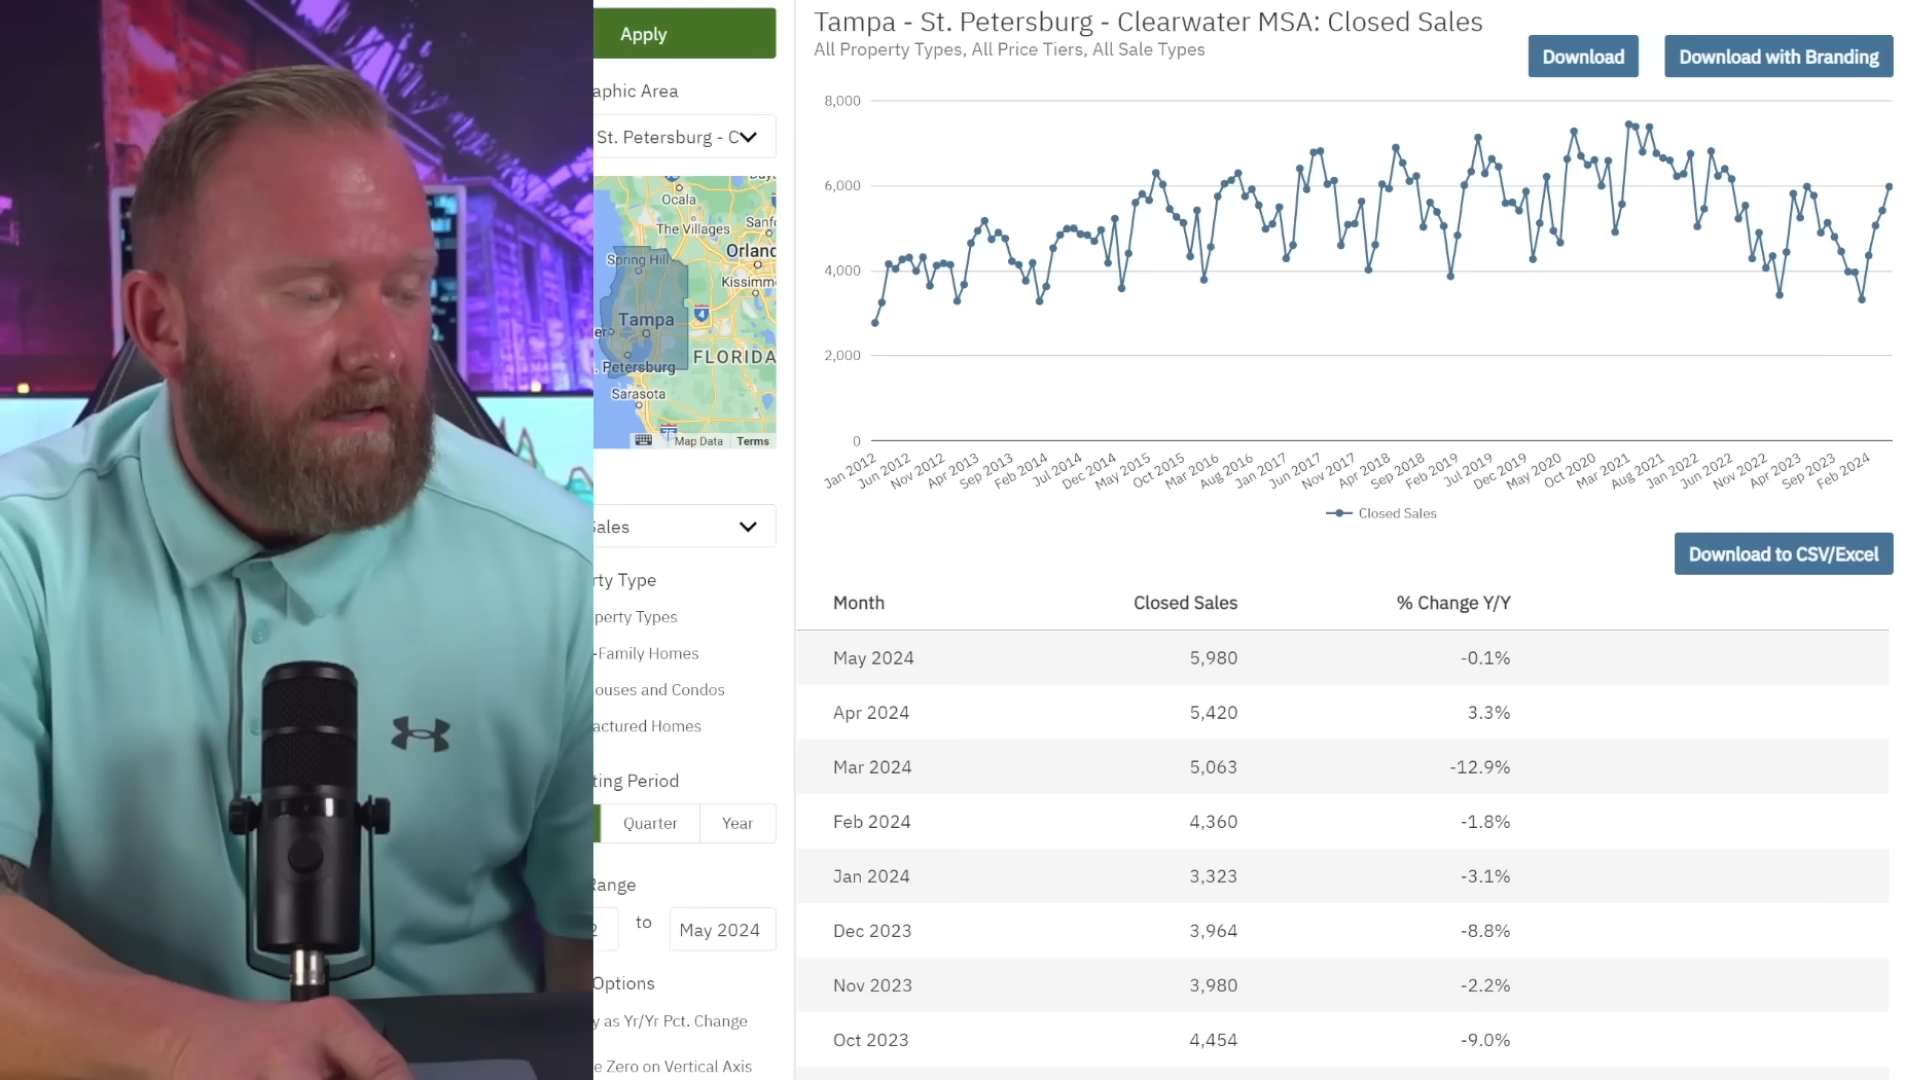 Apply
aphic Area
St. Petersburg - C
Ocala
The Villages
Sanf
Orland
Spring Hill
Kissimm
4
Tampa
FLORIDA
Petersburg
Sarasota
75
Map Data
Terms
Sales
rty Type
perty Types
-Family Homes
ouses and Condos
actured Homes
ting Period
Quarter
Year
Range
2
to
May 2024
Options
y as Yr/Yr Pct. Change
e Zero on Vertical Axis
Tampa - St. Petersburg - Clearwater MSA: Closed Sales
All Property Types, All Price Tiers, All Sale Types
Download
Download with Branding
8,000
6,000
4,000
2,000
0
Jan 2012
Jun 2012
Nov 2012
Apr 2013
Sep 2013
Feb 2014
Jul 2014
Dec 2014
May 2015
Oct 2015
Mar 2016
Aug 2016
Jan 2017
Jun 2017
Nov 2017
Apr 2018
Sep 2018
Feb 2019
Jul 2019
Dec 2019
May 2020
Oct 2020
Mar 2021
Aug 2021
Jan 2022
Jun 2022
Nov 2022
Apr 2023
Sep 2023
Feb 2024
Closed Sales
Download to CSV/Excel
Month Closed Sales % Change Y/Y
May 2024 5,980 -0.1%
Apr 2024 5,420 3.3%
Mar 2024 5,063 -12.9%
Feb 2024 4,360 -1.8%
Jan 2024 3,323 -3.1%
Dec 2023 3,964 -8.8%
Nov 2023 3,980 -2.2%
Oct 2023 4,454 -9.0%